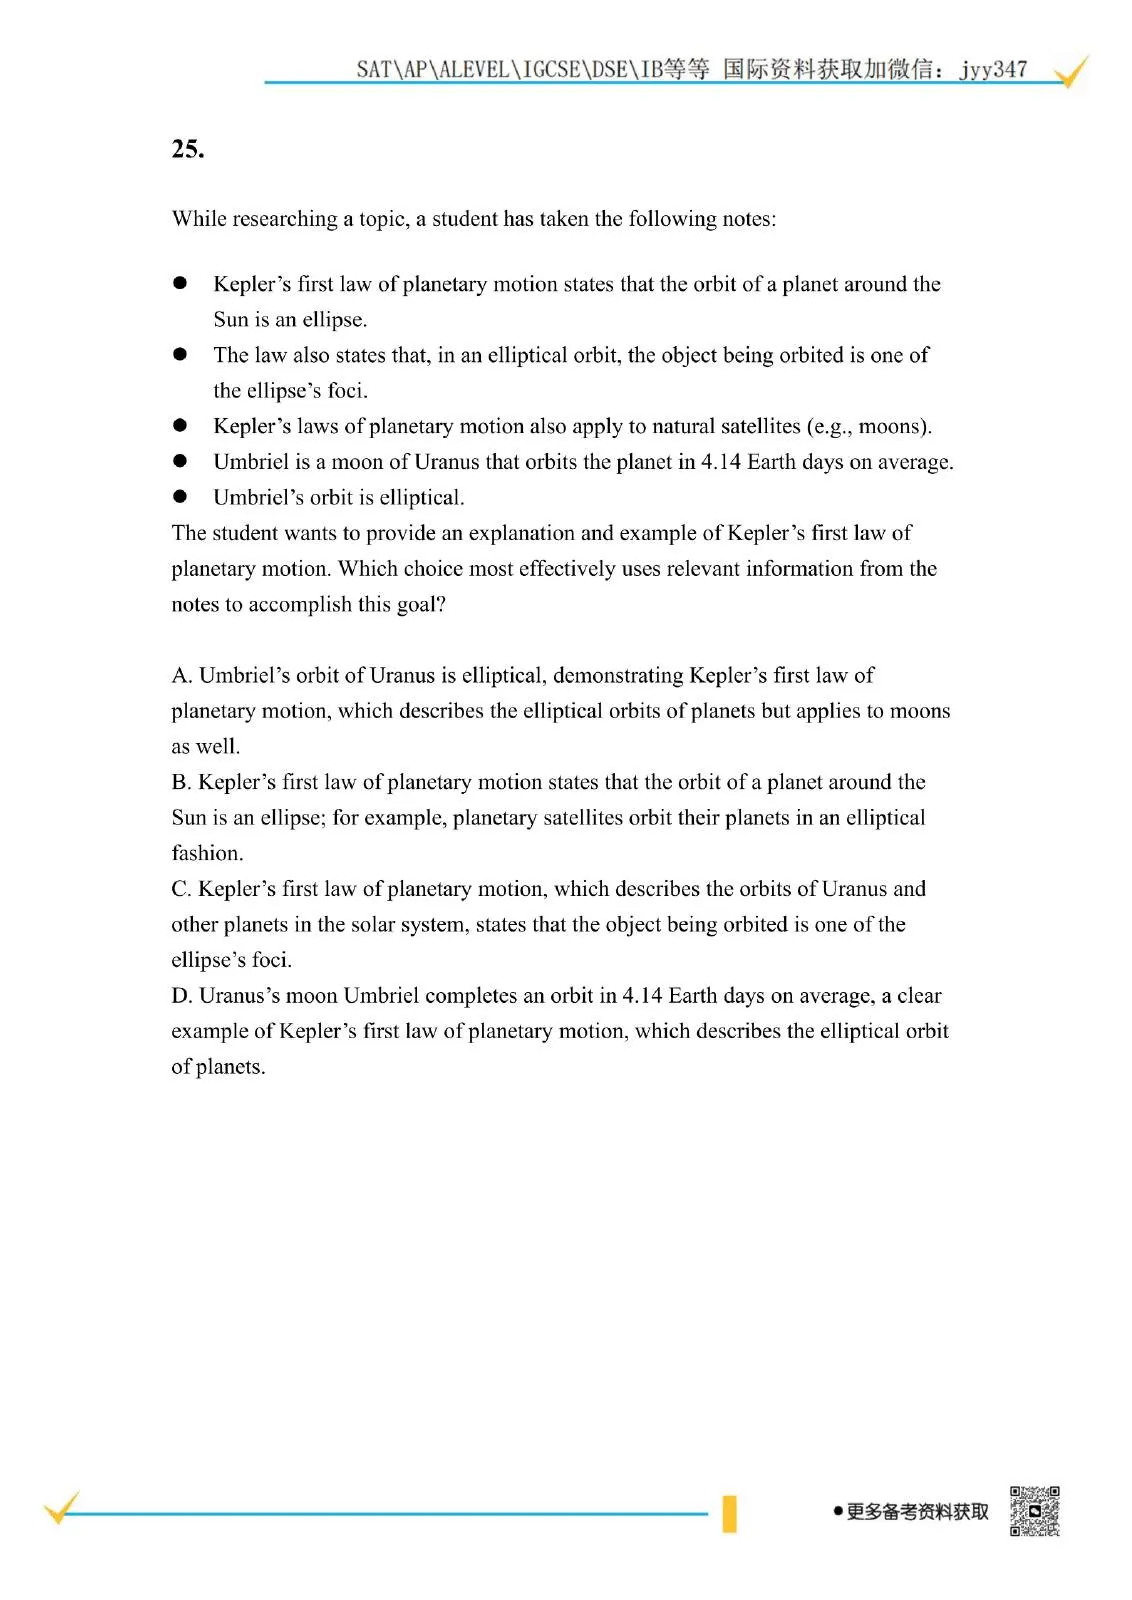 SAT\AP\ALEVEL\IGCSE\DSE\IB等等 国际资料获取加微信：jyy347
25.
While researching a topic, a student has taken the following notes:
● Kepler’s first law of planetary motion states that the orbit of a planet around the
Sun is an ellipse.
● The law also states that, in an elliptical orbit, the object being orbited is one of
the ellipse’s foci.
● Kepler’s laws of planetary motion also apply to natural satellites (e.g., moons).
● Umbriel is a moon of Uranus that orbits the planet in 4.14 Earth days on average.
● Umbriel’s orbit is elliptical.
The student wants to provide an explanation and example of Kepler’s first law of
planetary motion. Which choice most effectively uses relevant information from the
notes to accomplish this goal?
A. Umbriel’s orbit of Uranus is elliptical, demonstrating Kepler’s first law of
planetary motion, which describes the elliptical orbits of planets but applies to moons
as well.
B. Kepler’s first law of planetary motion states that the orbit of a planet around the
Sun is an ellipse; for example, planetary satellites orbit their planets in an elliptical
fashion.
C. Kepler’s first law of planetary motion, which describes the orbits of Uranus and
other planets in the solar system, states that the object being orbited is one of the
ellipse’s foci.
D. Uranus’s moon Umbriel completes an orbit in 4.14 Earth days on average, a clear
example of Kepler’s first law of planetary motion, which describes the elliptical orbit
of planets.
●更多备考资料获取